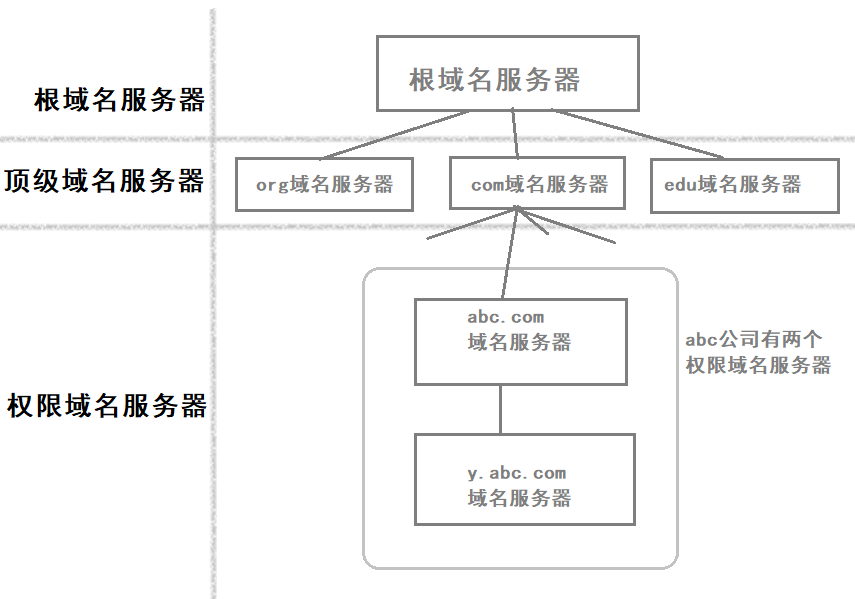 根域名服务器
根域名服务器
顶级域名服务器
org域名服务器
com域名服务器
edu域名服务器
abc.com
域名服务器
abc公司有两个
权限域名服务器
权限域名服务器
y.abc.com
域名服务器